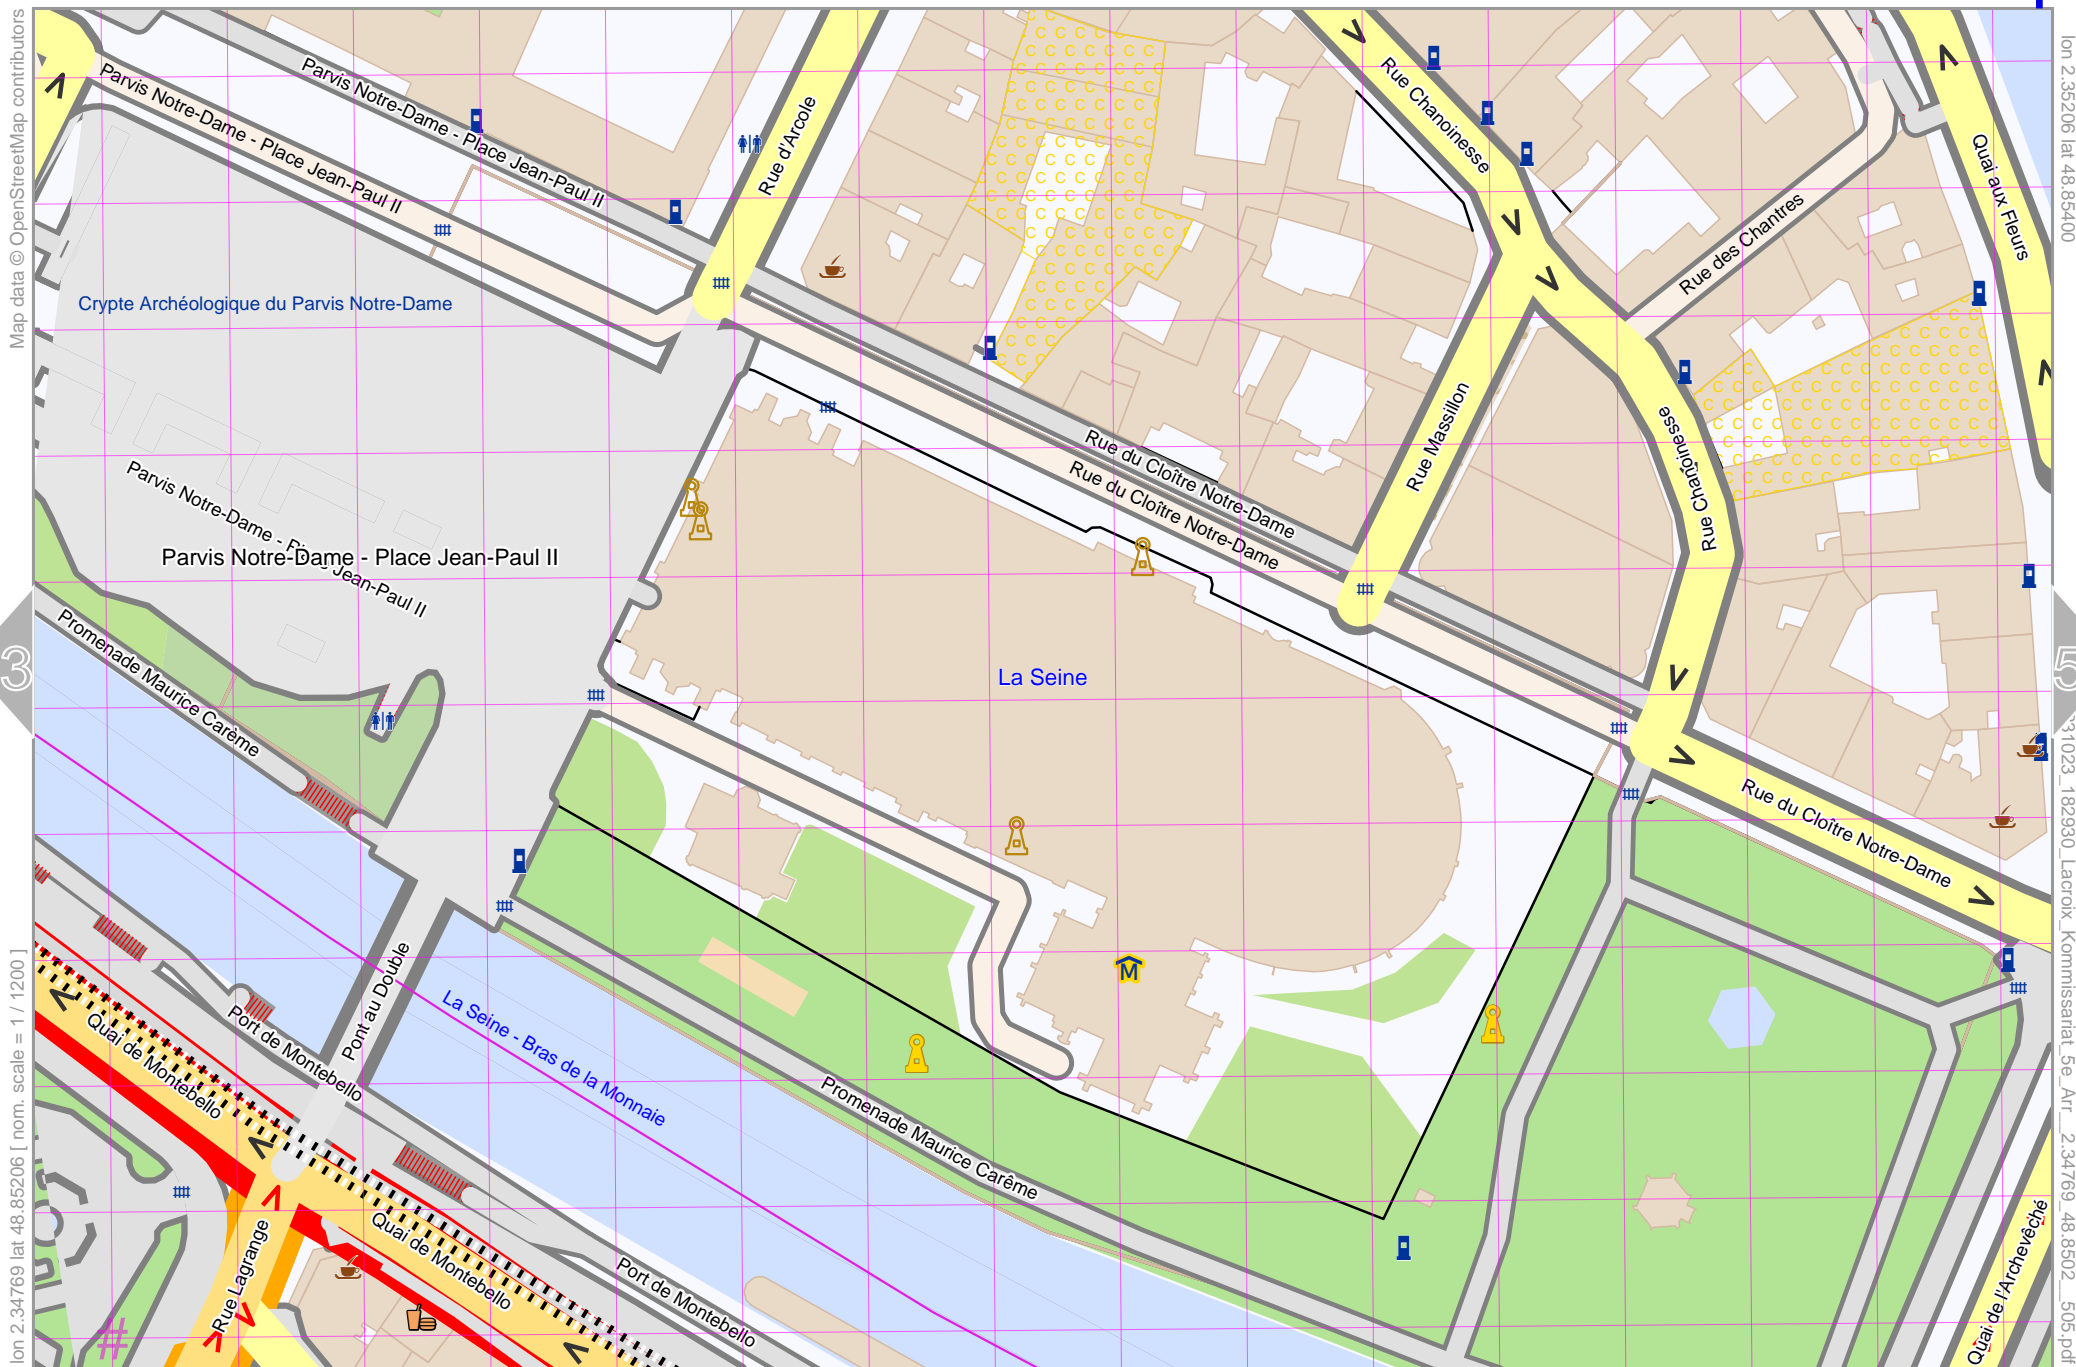 Map data © OpenStreetMap contributors
lon 2.35206 lat 48.85400
Parvis Notre-Dame - Place Jean-Paul II
Parvis Notre-Dame - Place Jean-Paul II
Rue d'Arcole
Rue Chanoinesse
Quai aux Fleurs
Rue des Chantres
Crypte Archéologique du Parvis Notre-Dame
Rue Massillon
Rue Chanoinesse
Rue du Cloître Notre-Dame
Rue du Cloître Notre-Dame
Parvis Notre-Dame - Place Jean-Paul II
Parvis Notre-Dame - Place Jean-Paul II
Promenade Maurice Carême
3
5
La Seine
Rue du Cloître Notre-Dame
M
Pont au Double
La Seine - Bras de la Monnaie
Port de Montebello
Quai de Montebello
Promenade Maurice Carême
Quai de Montebello
Port de Montebello
Rue Lagrange
#
Quai de l'Archevêché
lon 2.34769 lat 48.85206 [ nom. scale = 1 / 1200 ]
31023_182930_Lacroix_Kommissariat_5e_Arr__2.34769_48.8502__505.pdf